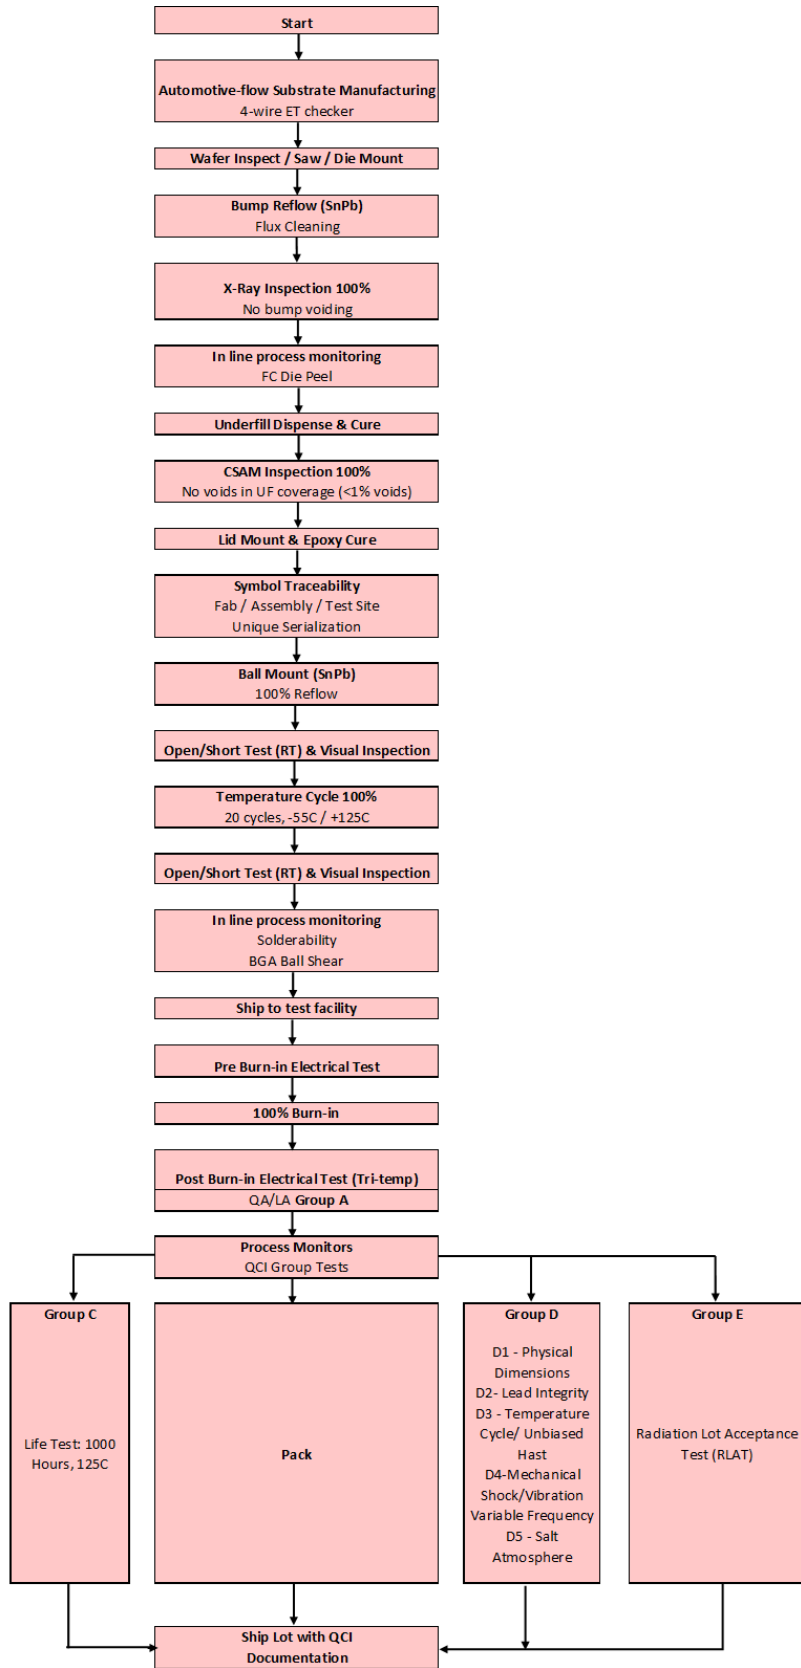 Start
Automotive-flow Substrate Manufacturing
4-wire ET checker
Wafer Inspect / Saw / Die Mount
Bump Reflow (SnPb)
Flux Cleaning
X-Ray Inspection 100%
No bump voiding
In line process monitoring
FC Die Peel
Underfill Dispense & Cure
CSAM Inspection 100%
No voids in UF coverage (<1% voids)
Lid Mount & Epoxy Cure
Symbol Traceability
Fab / Assembly / Test Site
Unique Serialization
Ball Mount (SnPb)
100% Reflow
Open/Short Test (RT) & Visual Inspection
Temperature Cycle 100%
20 cycles, -55C / +125C
Open/Short Test (RT) & Visual Inspection
In line process monitoring
Solderability
BGA Ball Shear
Ship to test facility
Pre Burn-in Electrical Test
100% Burn-in
Post Burn-in Electrical Test (Tri-temp)
QA/LA Group A
Process Monitors
QCI Group Tests
Group C
Life Test: 1000
Hours, 125C
Pack
Group D
D1 - Physical
Dimensions
D2- Lead Integrity
D3 - Temperature
Cycle/ Unbiased
Hast
D4-Mechanical
Shock/Vibration
Variable Frequency
D5 - Salt
Atmosphere
Group E
Radiation Lot Acceptance
Test (RLAT)
Ship Lot with QCI
Documentation